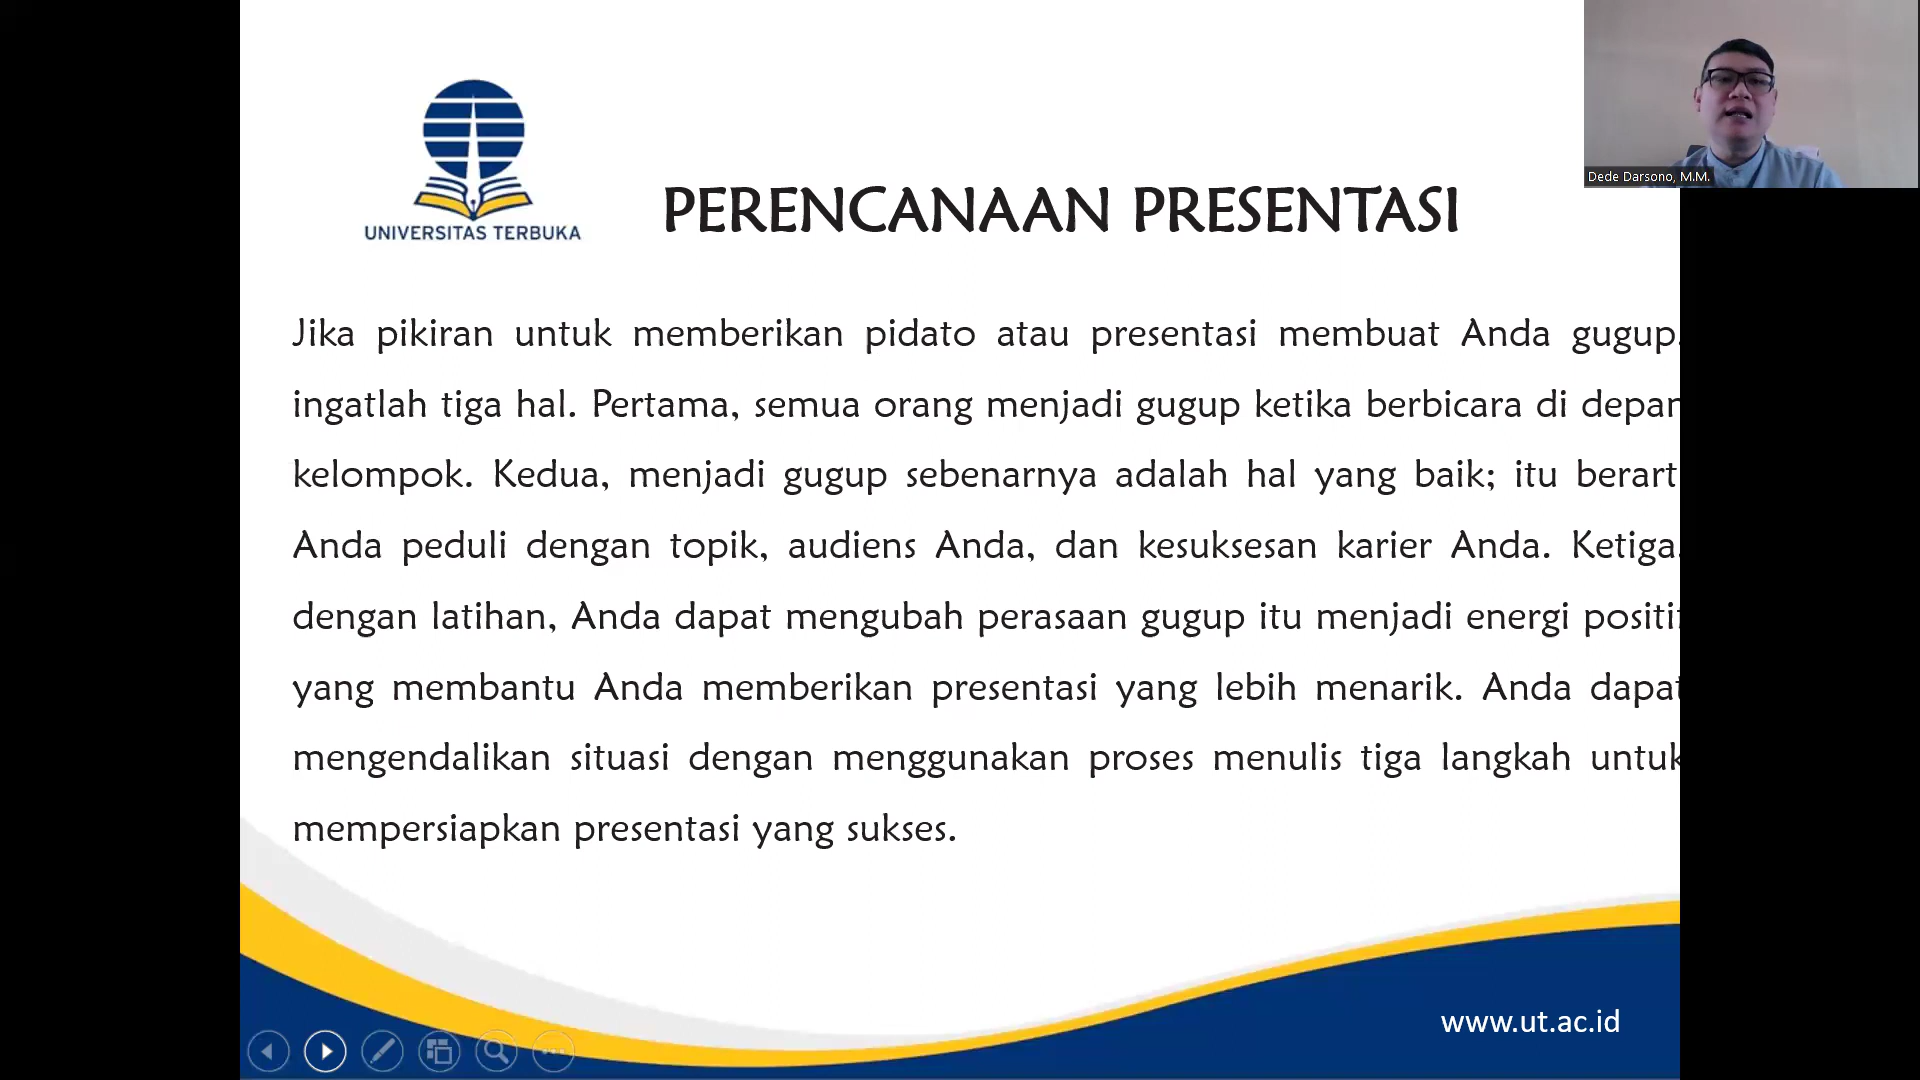 Dede Darsono, M.M.
UNIVERSITAS TERBUKA
PERENCANAAN PRESENTASI
Jika pikiran untuk memberikan pidato atau presentasi membuat Anda gugup,
ingatlah tiga hal. Pertama, semua orang menjadi gugup ketika berbicara di depan
kelompok. Kedua, menjadi gugup sebenarnya adalah hal yang baik; itu berarti
Anda peduli dengan topik, audiens Anda, dan kesuksesan karier Anda. Ketiga,
dengan latihan, Anda dapat mengubah perasaan gugup itu menjadi energi positif
yang membantu Anda memberikan presentasi yang lebih menarik. Anda dapat
mengendalikan situasi dengan menggunakan proses menulis tiga langkah untuk
mempersiapkan presentasi yang sukses.
www.ut.ac.id